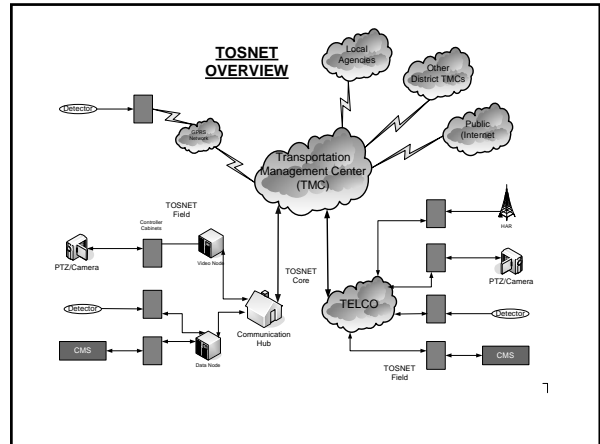 TOSNET
OVERVIEW
Local
Agencies
Other
District TMCs
Public
(Internet
Detector
GPRS
Network
Transportation
Management Center
(TMC)
TOSNET
Field
Controller
Cabinets
PTZ/Camera
Video Node
TOSNET
Core
HAR
PTZ/Camera
TELCO
Detector
Communication
Hub
Detector
CMS
Data Node
TOSNET
Field
CMS